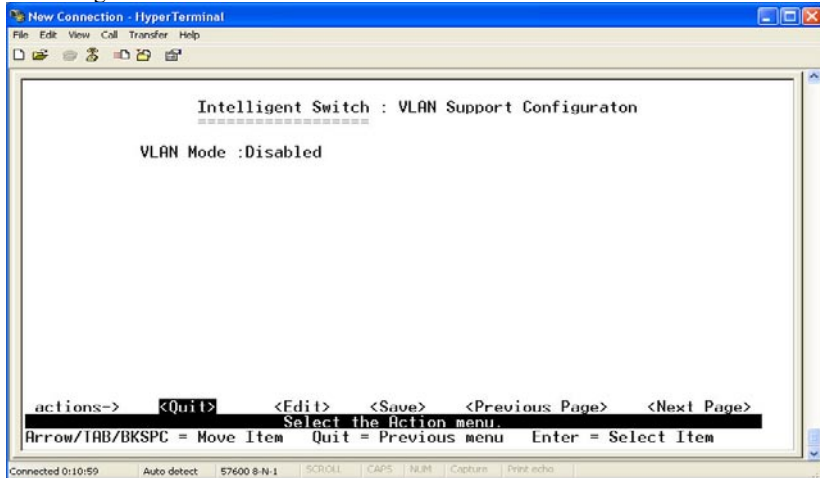 New Connection - HyperTerminal
File Edit View Call Transfer Help
Intelligent Switch : VLAN Support Configuraton
===================
VLAN Mode :Disabled
actions-> <Quit> <Edit> <Save> <Previous Page> <Next Page>
Select the Action menu.
Arrow/TAB/BKSPC = Move Item Quit = Previous menu Enter = Select Item
Connected 0:10:59 Auto detect 57600 8-N-1 SCROLL CAPS NUM Capture Print echo